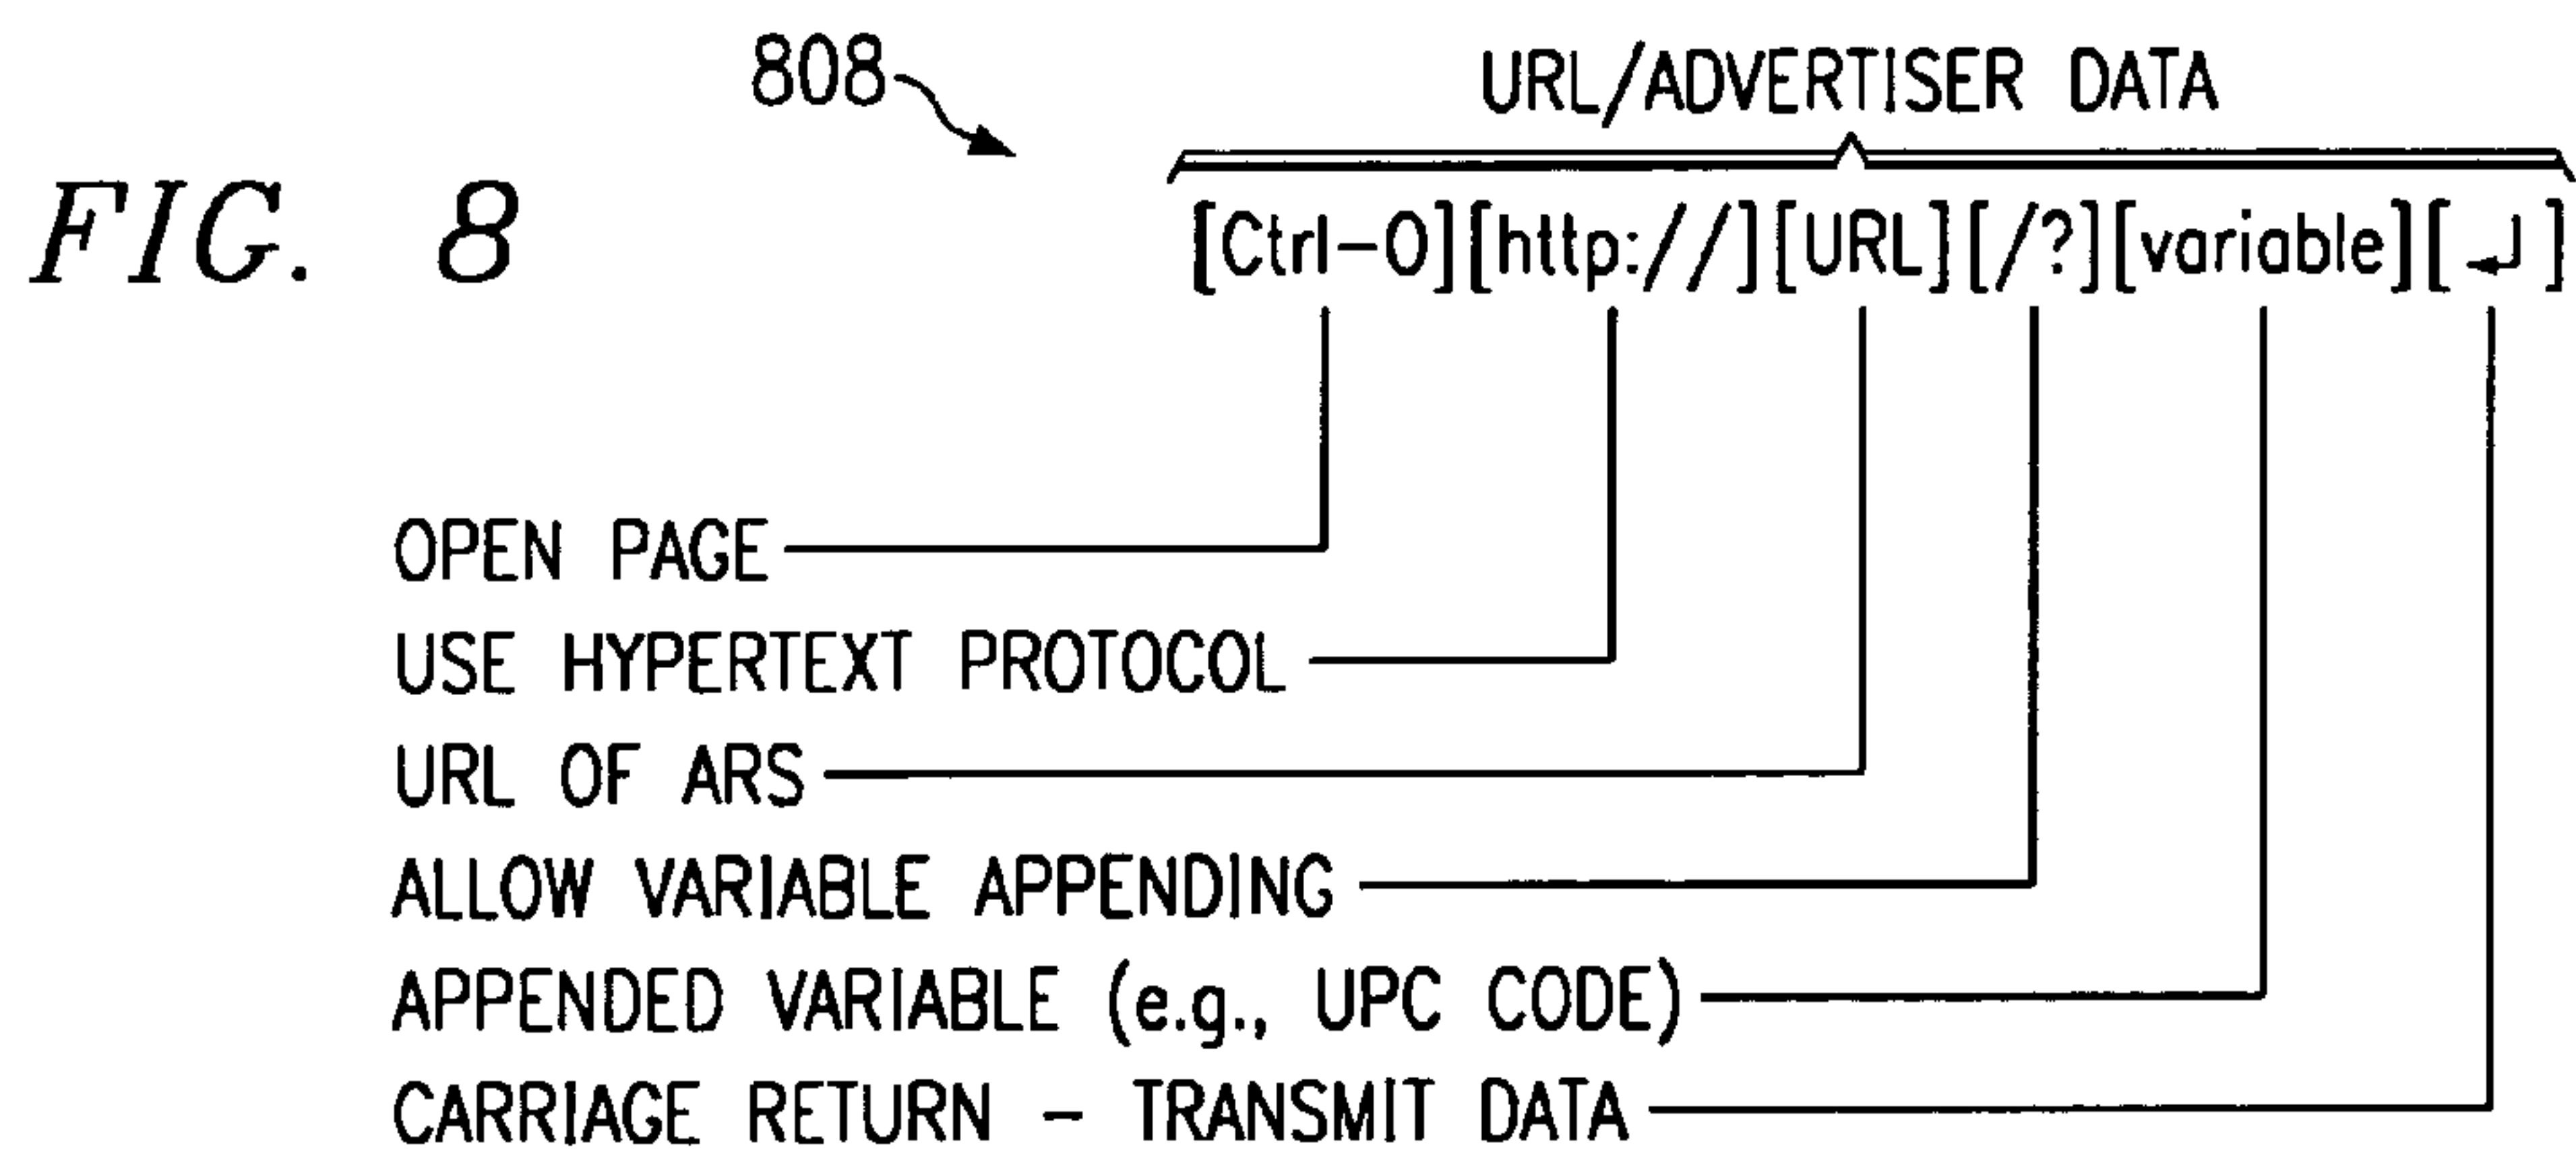 808
URL/ADVERTISER DATA
FIG. 8
[Ctrl-O][http://][URL][/?][variable][↵]
OPEN PAGE
USE HYPERTEXT PROTOCOL
URL OF ARS
ALLOW VARIABLE APPENDING
APPENDED VARIABLE (e.g., UPC CODE)
CARRIAGE RETURN - TRANSMIT DATA